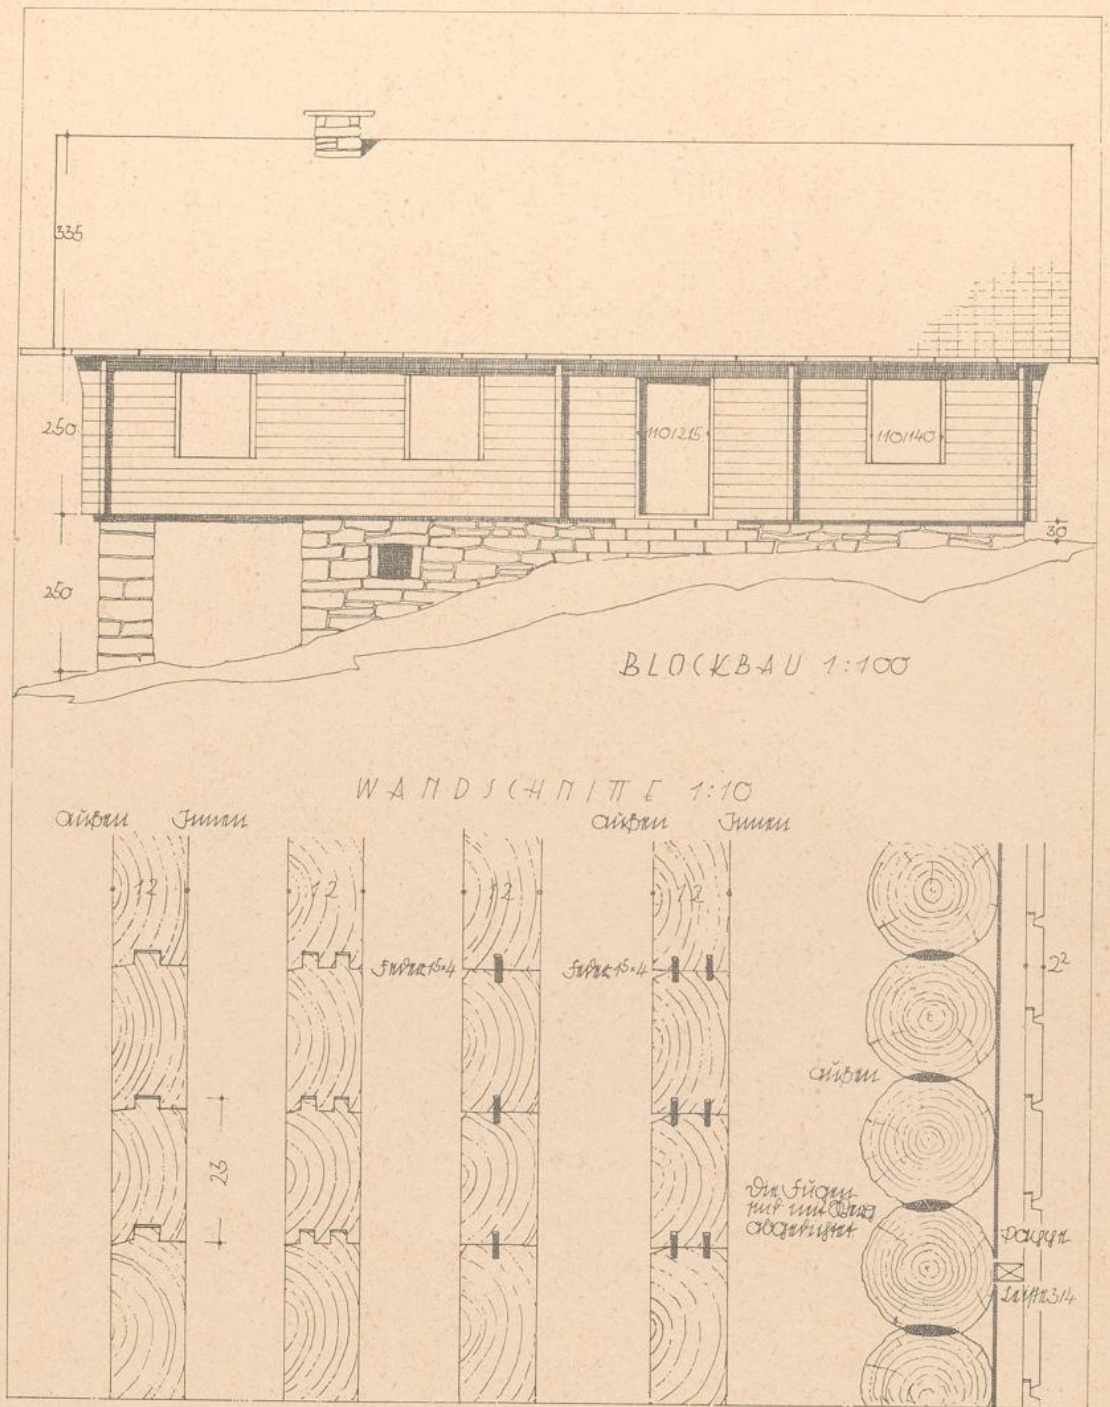 335
250
110/215
110/140
30
250
BLOCKBAU 1:100
WANDSCHNITTE 1:10
außen Innen
außen Innen
12
12
12
12
Feder 15×4
Feder 15×4
2²
außen
23
Die Fugen
sind mit Werg
abgedichtet
Pappe
Leiste 3/4